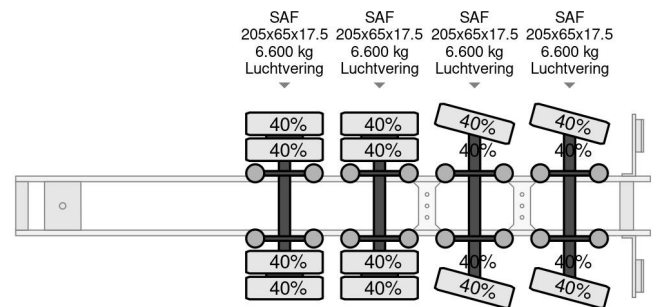 SAF SAF SAF SAF
205x65x17.5 205x65x17.5 205x65x17.5 205x65x17.5
6.600 kg 6.600 kg 6.600 kg 6.600 kg
Luchtvering Luchtvering Luchtvering Luchtvering
40% 40% 40% 40%
40% 40% 40% 40%
40% 40% 40% 40%
40% 40% 40% 40%